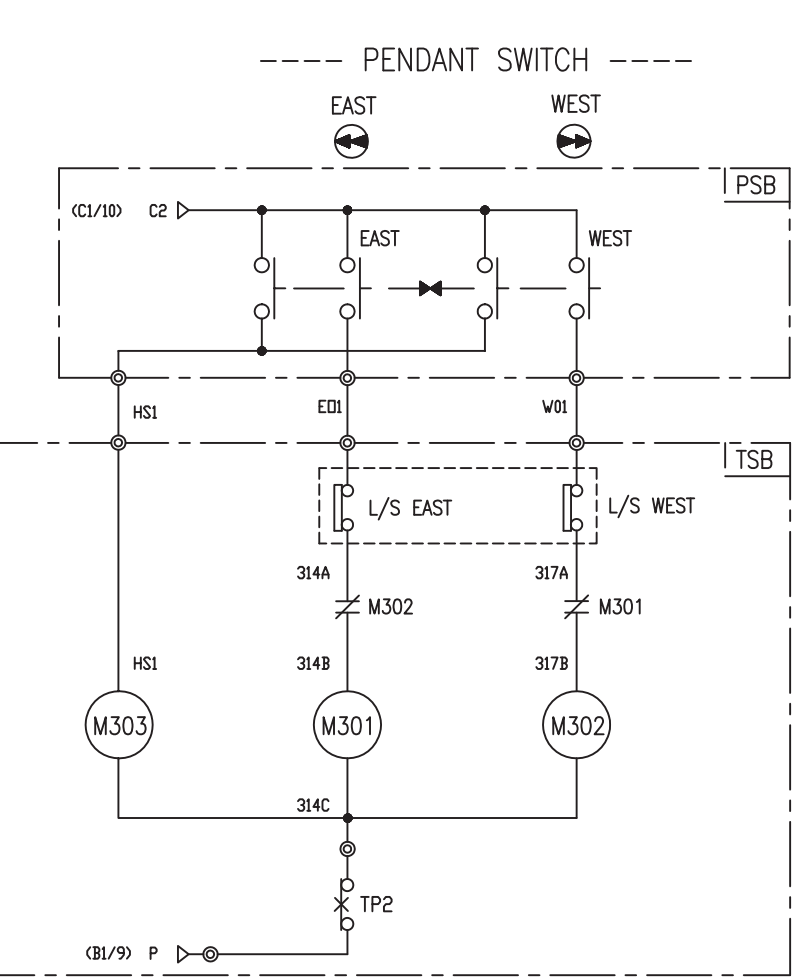 PENDANT SWITCH
EAST
WEST
PSB
(C1/10) C2
EAST
WEST
HS1
E01
W01
TSB
L/S EAST
L/S WEST
314A
317A
M302
M301
HS1
314B
317B
M303
M301
M302
314C
TP2
(B1/9) P